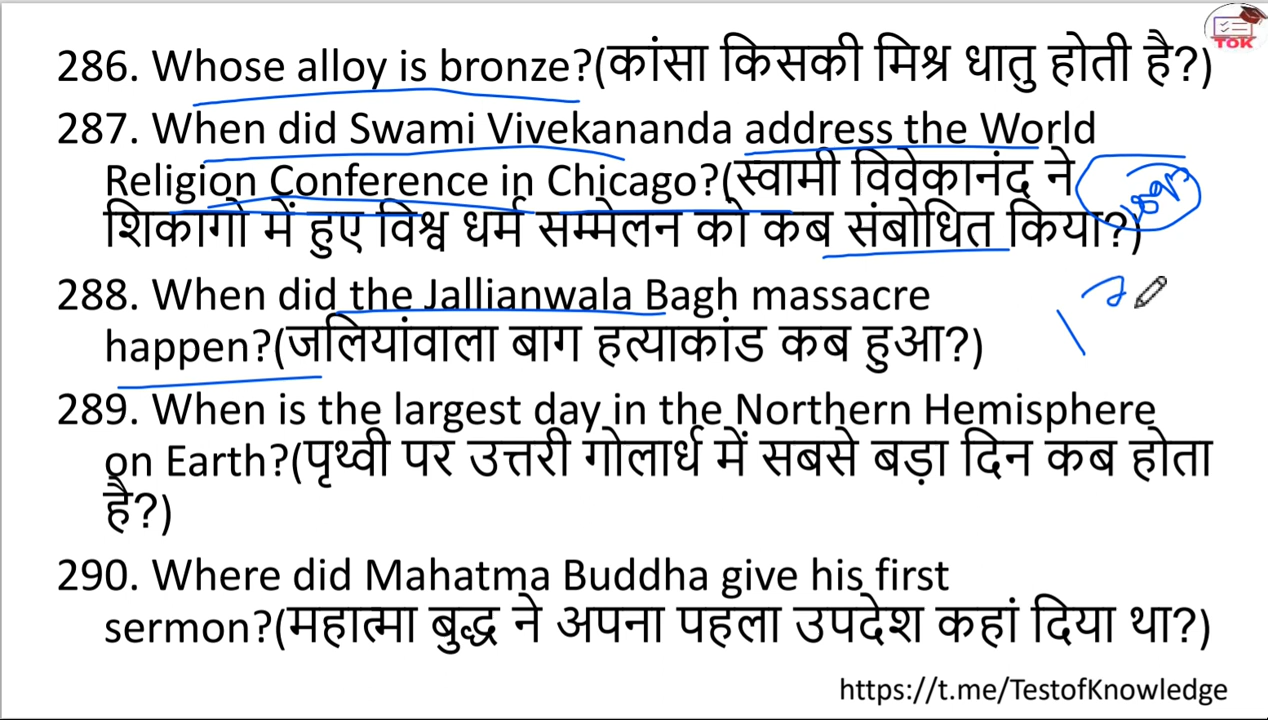 TOK
286. Whose alloy is bronze?(कांसा किसकी मिश्र धातु होती है?)
287. When did Swami Vivekananda address the World
Religion Conference in Chicago?(स्वामी विवेकानंद ने
शिकागो में हुए विश्व धर्म सम्मेलन को कब संबोधित किया?)
288. When did the Jallianwala Bagh massacre
happen?(जलियांवाला बाग हत्याकांड कब हुआ?)
289. When is the largest day in the Northern Hemisphere
on Earth?(पृथ्वी पर उत्तरी गोलार्ध में सबसे बड़ा दिन कब होता
है?)
290. Where did Mahatma Buddha give his first
sermon?(महात्मा बुद्ध ने अपना पहला उपदेश कहां दिया था?)
https://t.me/TestofKnowledge